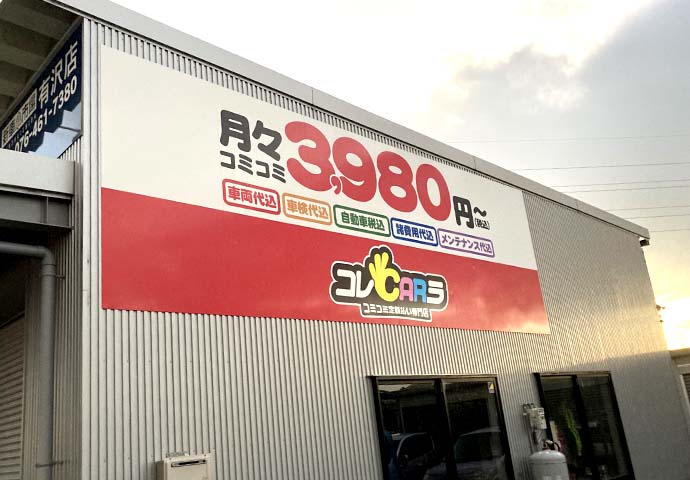 有沢店
076-461-7380
月々
コミコミ
3,980
円～
(税込)
車両代込
車検代込
自動車税込
諸費用代込
メンテナンス代込
コレCARラ
コミコミ定額払い専門店